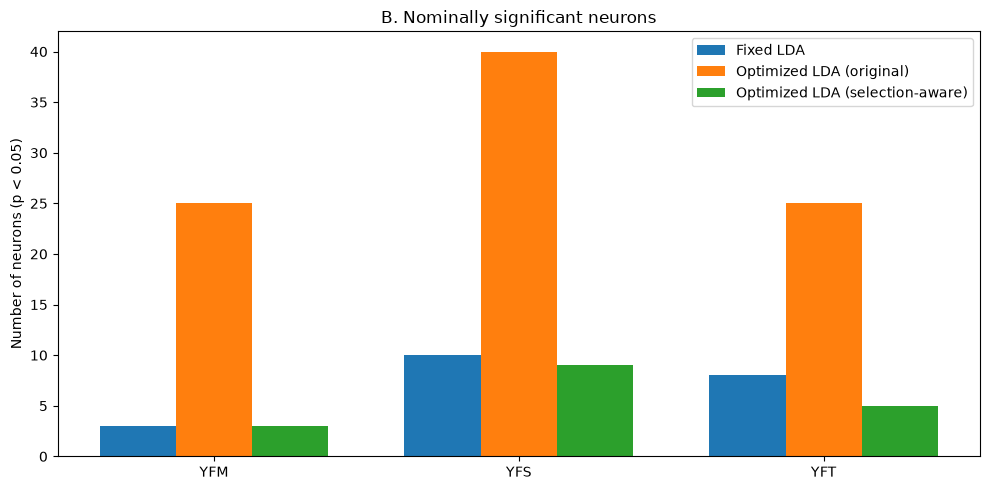 B. Nominally significant neurons
Number of neurons (p < 0.05)
40
35
30
25
20
15
10
5
0
Fixed LDA
Optimized LDA (original)
Optimized LDA (selection-aware)
YFM
YFS
YFT